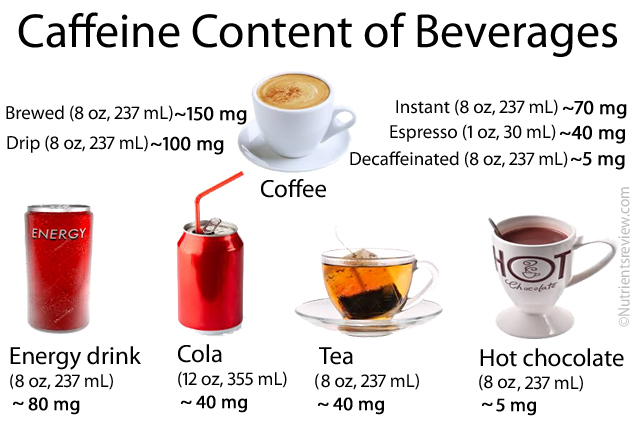 Caffeine Content of Beverages
Brewed (8 oz, 237 mL)~150 mg
Drip (8 oz, 237 mL)~100 mg
Instant (8 oz, 237 mL) ~70 mg
Espresso (1 oz, 30 mL) ~40 mg
Decaffeinated (8 oz, 237 mL)~5 mg
Coffee
ENERGY
HOT
Chocolate
Energy drink
(8 oz, 237 mL)
~ 80 mg
Cola
(12 oz, 355 mL)
~ 40 mg
Tea
(8 oz, 237 mL)
~ 40 mg
Hot chocolate
(8 oz, 237 mL)
~ 5 mg
©Nutrientsreview.com